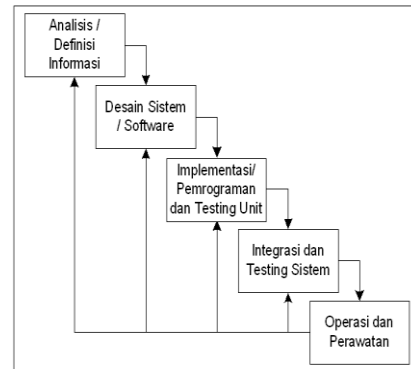 Analisis /
Definisi
Informasi
Desain Sistem
/ Software
Implementasi/
Pemrograman
dan Testing Unit
Integrasi dan
Testing Sistem
Operasi dan
Perawatan